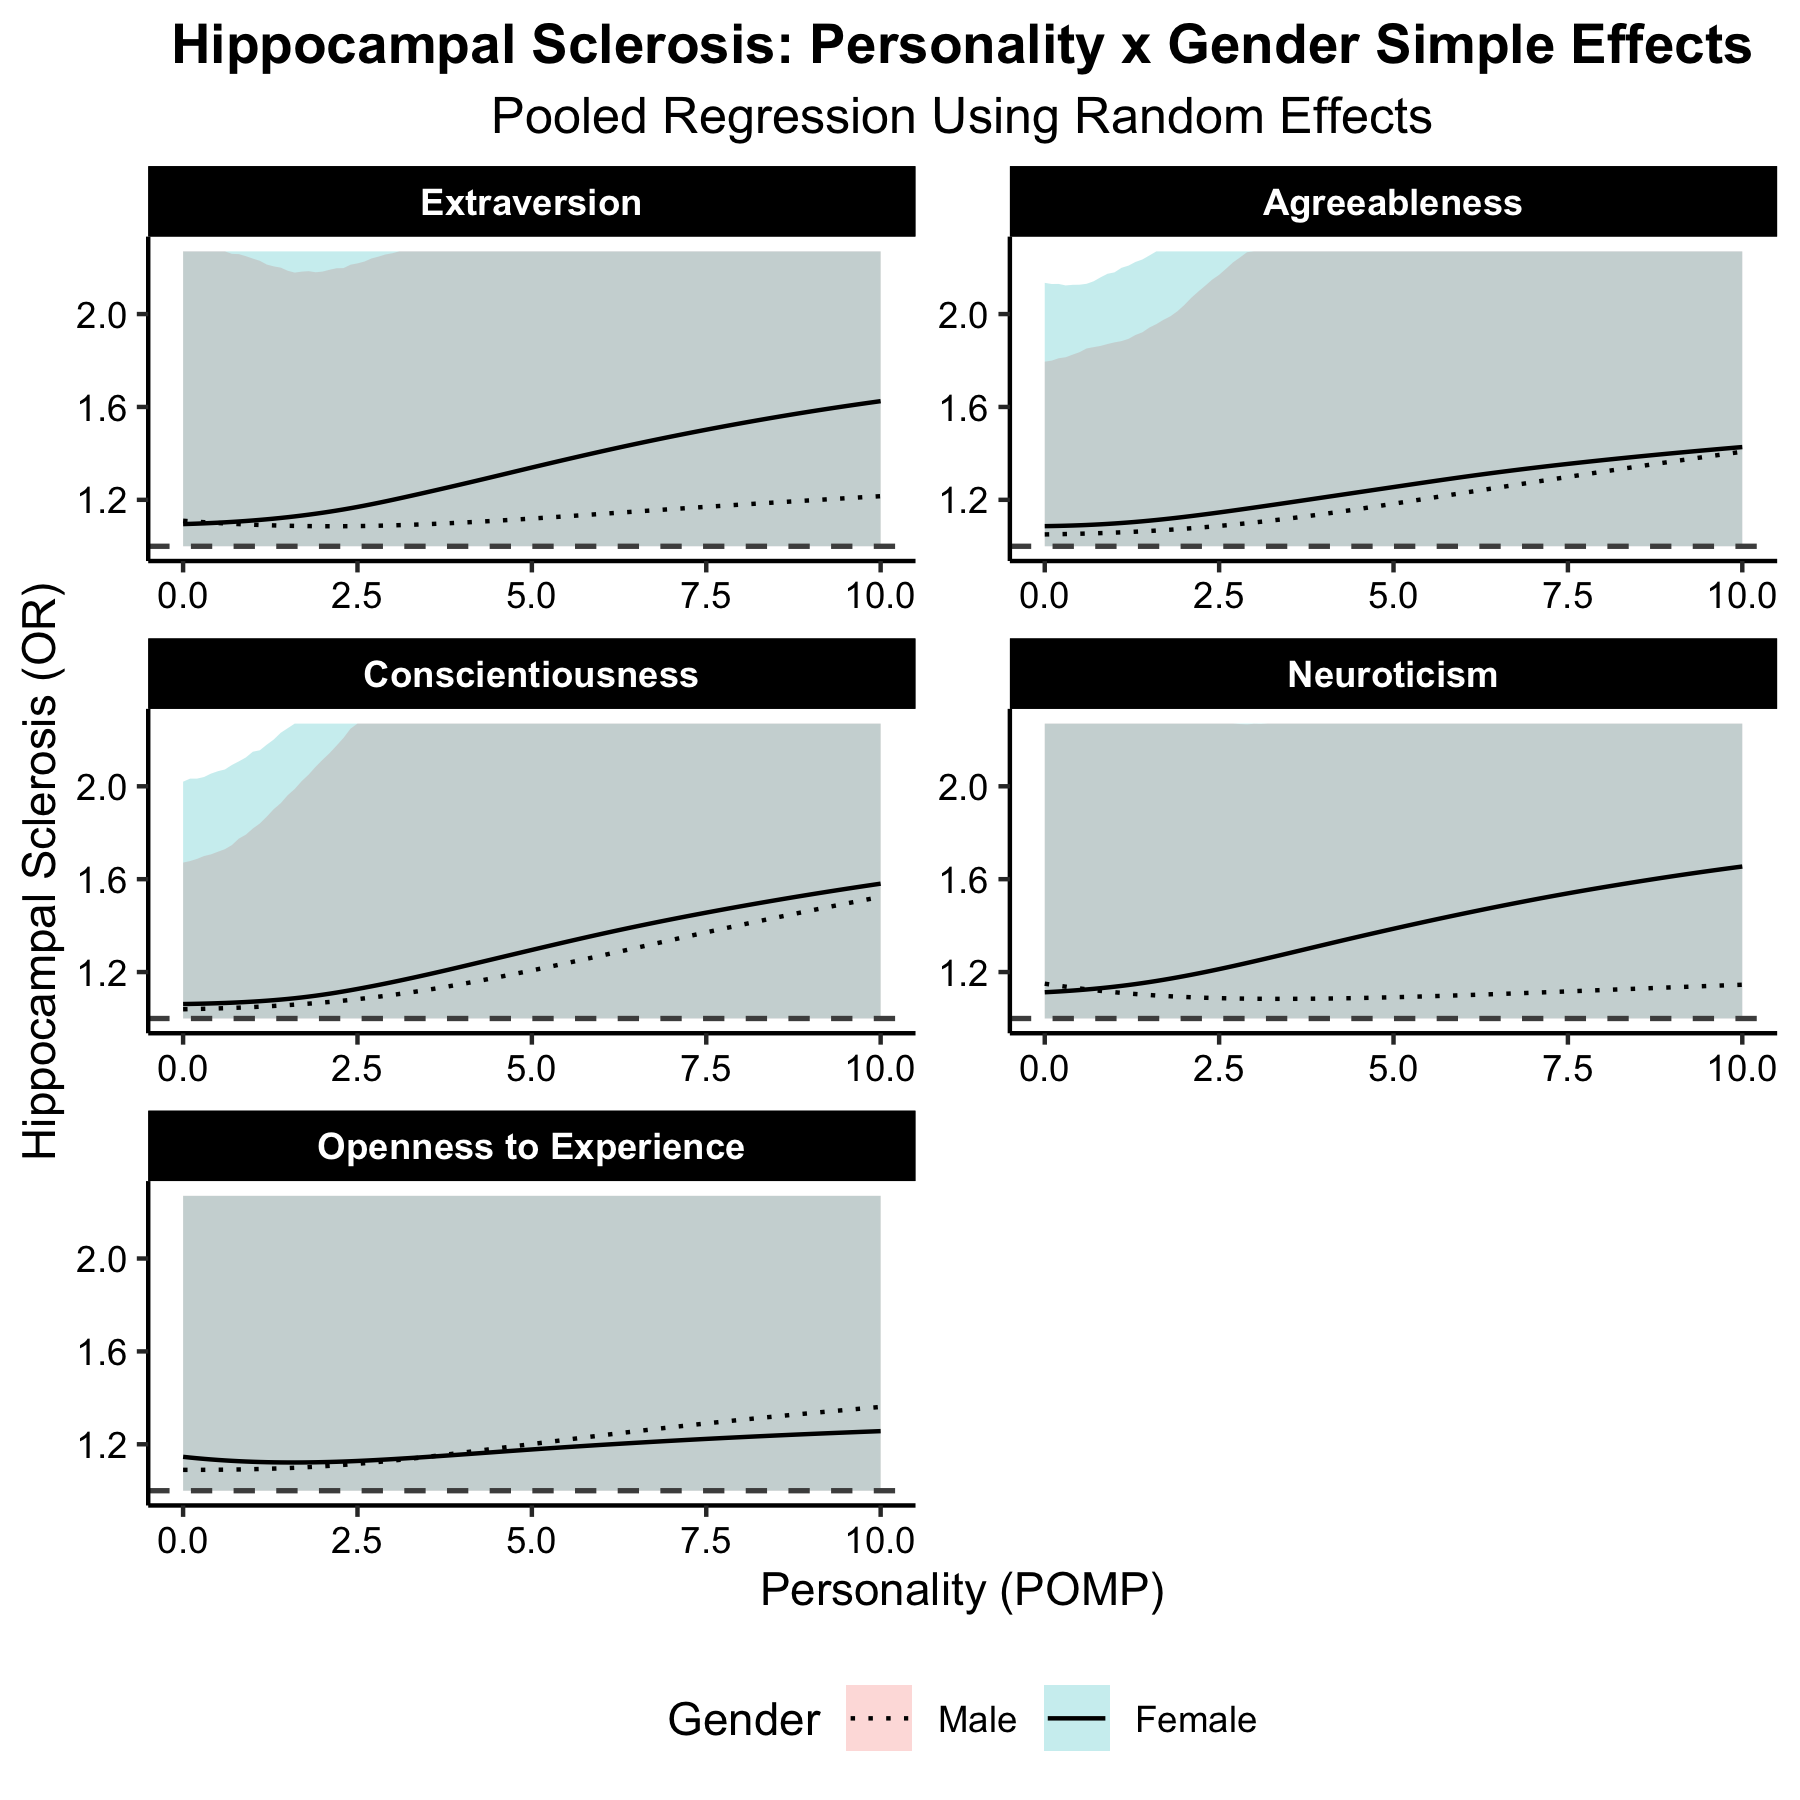 Hippocampal Sclerosis: Personality x Gender Simple Effects
Pooled Regression Using Random Effects
Extraversion
2.0
1.6
1.2
0.0 2.5 5.0 7.5 10.0
Agreeableness
2.0
1.6
1.2
0.0 2.5 5.0 7.5 10.0
Hippocampal Sclerosis (OR)
Conscientiousness
2.0
1.6
1.2
0.0 2.5 5.0 7.5 10.0
Neuroticism
2.0
1.6
1.2
0.0 2.5 5.0 7.5 10.0
Openness to Experience
2.0
1.6
1.2
0.0 2.5 5.0 7.5 10.0
Personality (POMP)
Gender Male Female